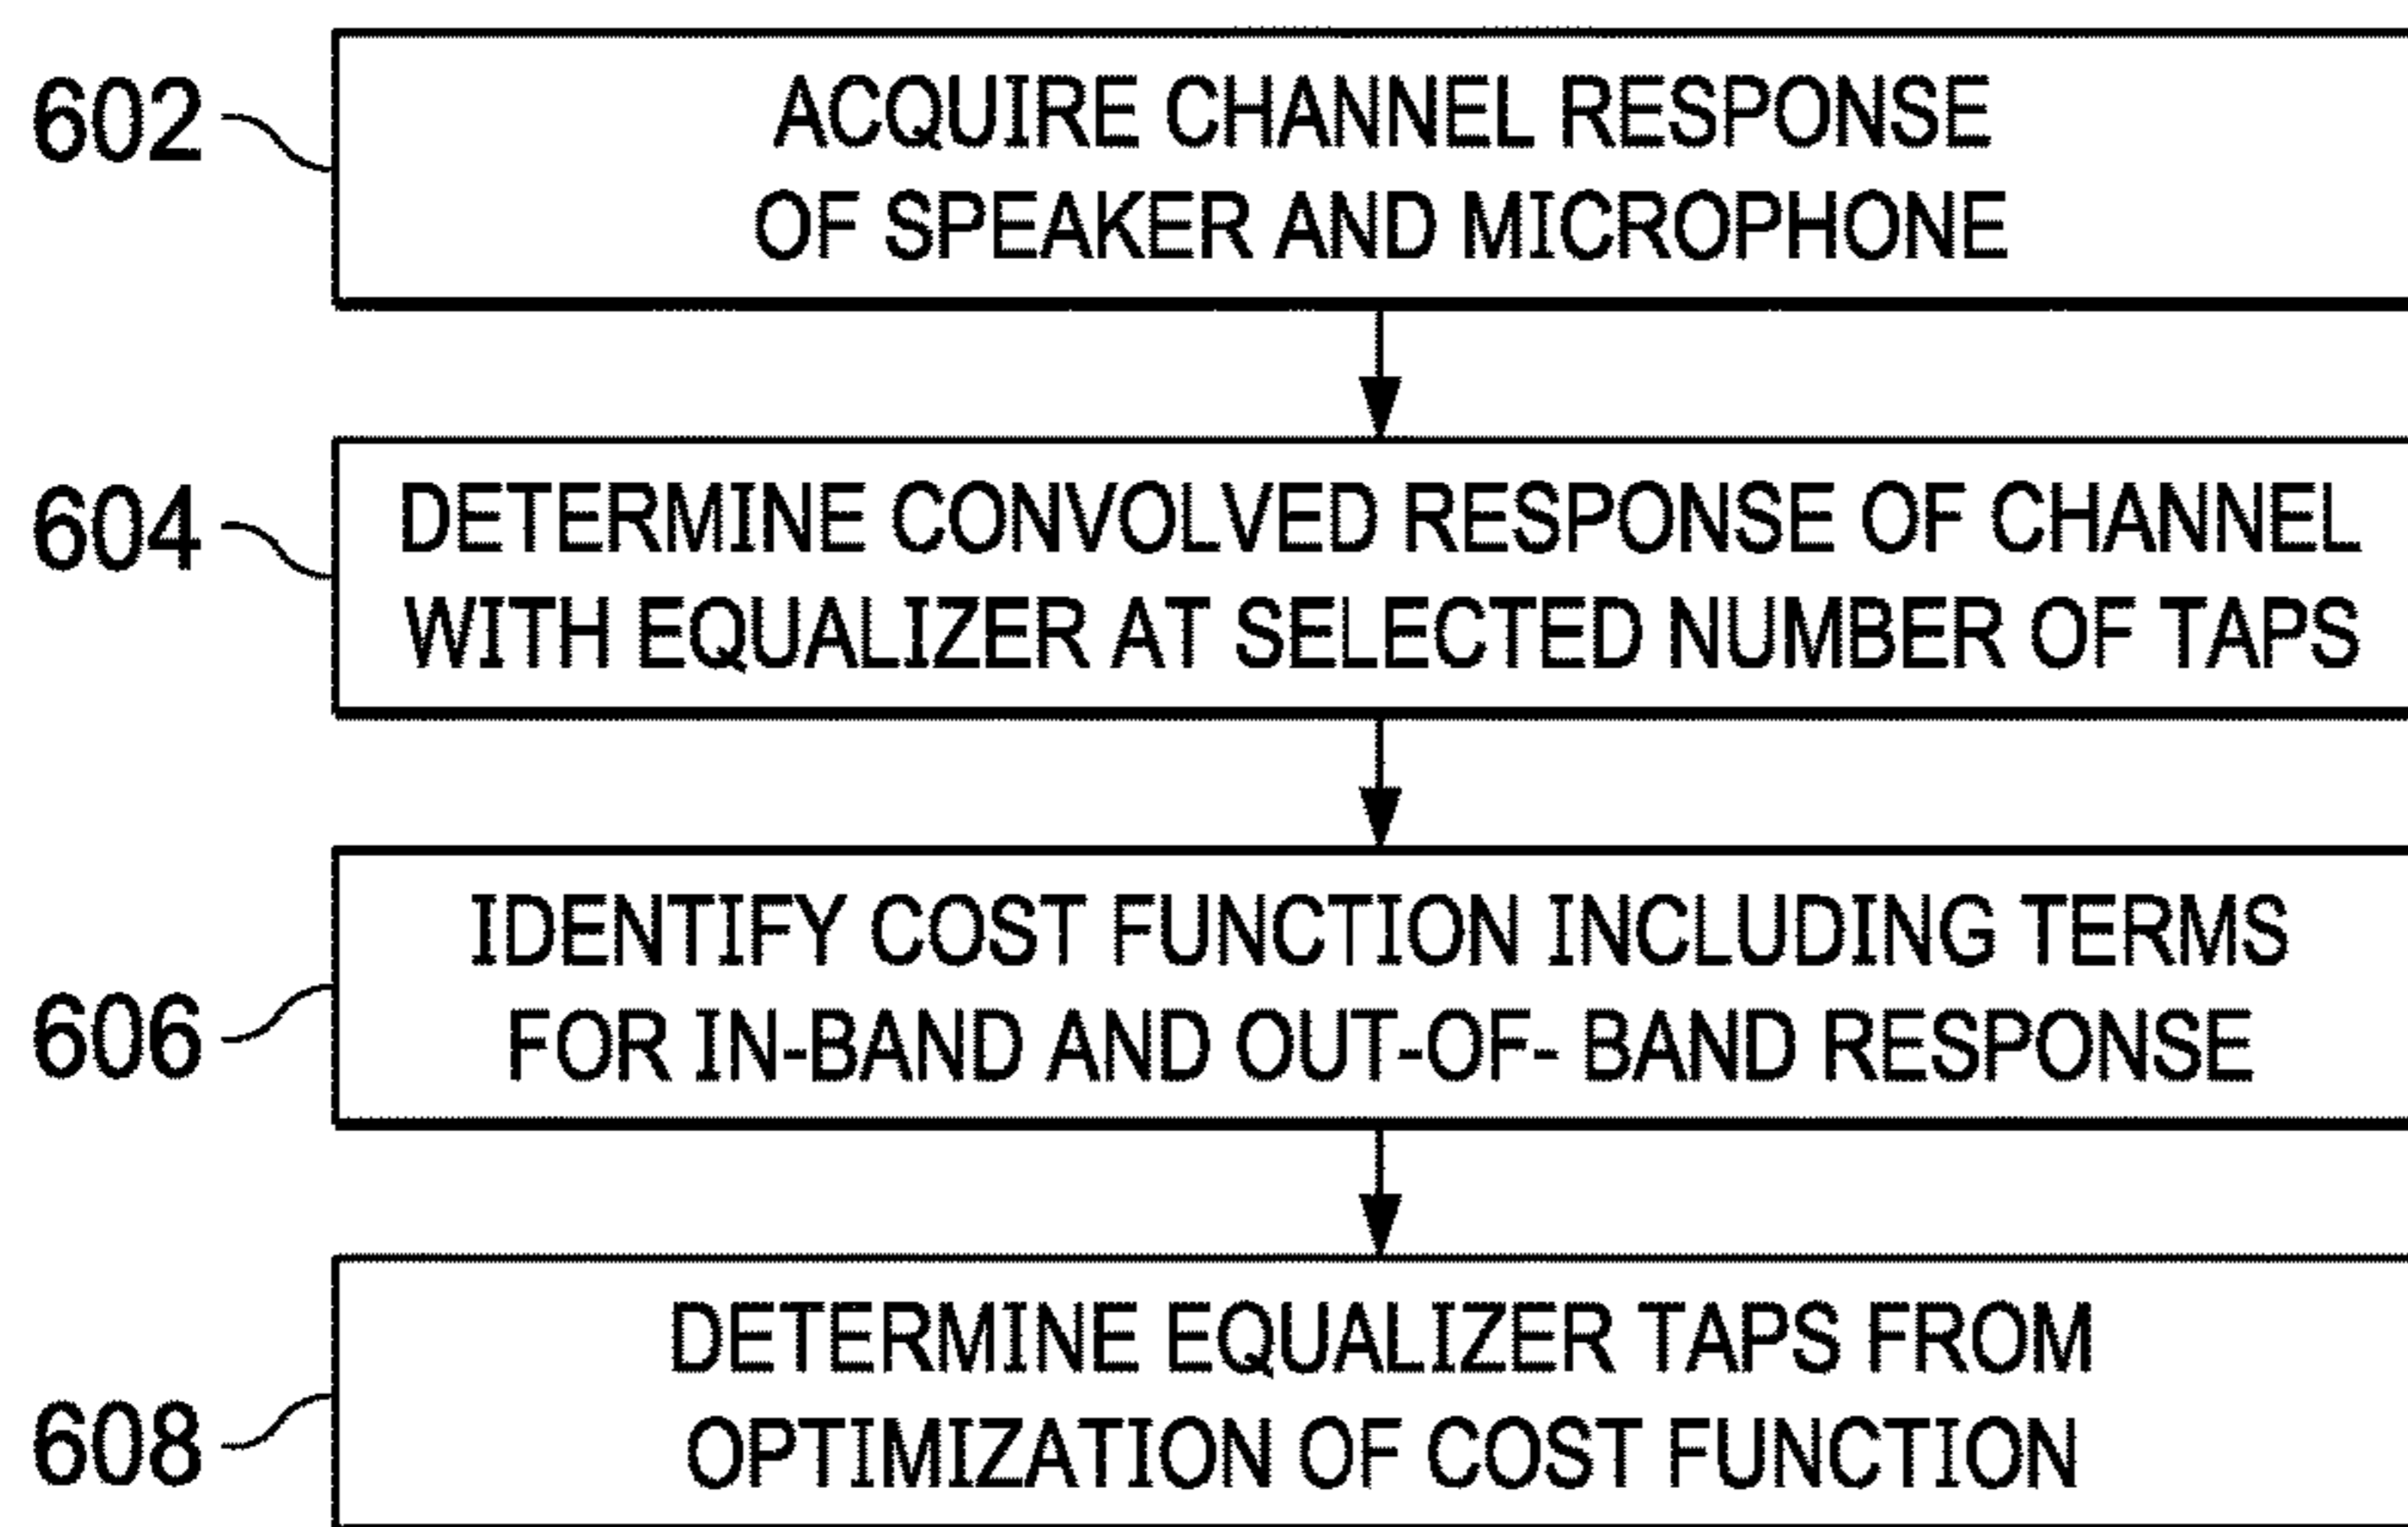 602
ACQUIRE CHANNEL RESPONSE
OF SPEAKER AND MICROPHONE
604
DETERMINE CONVOLVED RESPONSE OF CHANNEL
WITH EQUALIZER AT SELECTED NUMBER OF TAPS
606
IDENTIFY COST FUNCTION INCLUDING TERMS
FOR IN-BAND AND OUT-OF- BAND RESPONSE
608
DETERMINE EQUALIZER TAPS FROM
OPTIMIZATION OF COST FUNCTION